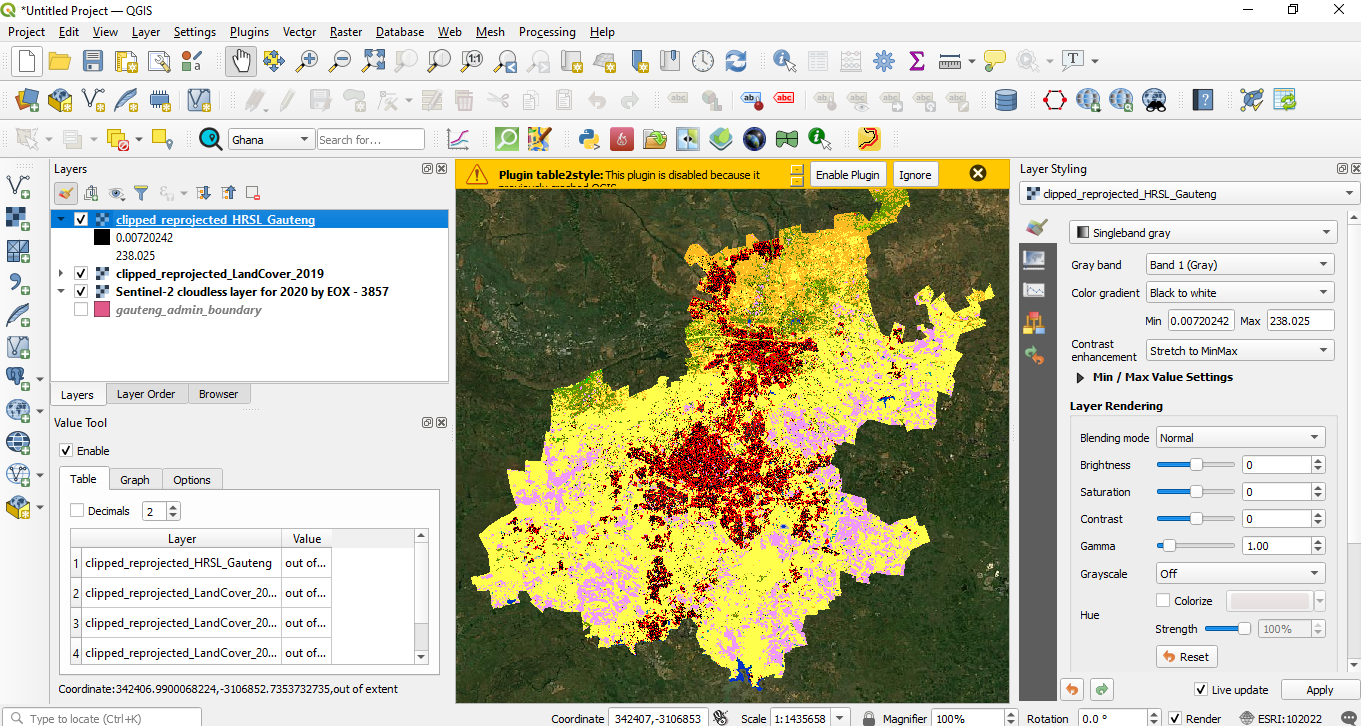 *Untitled Project — QGIS
Project Edit View Layer Settings Plugins Vector Raster Database Web Mesh Processing Help
Ghana Search for...
Layers
clipped_reprojected_HRSL_Gauteng
0.00720242
238.025
clipped_reprojected_LandCover_2019
Sentinel-2 cloudless layer for 2020 by EOX - 3857
gauteng_admin_boundary
Layers Layer Order Browser
Value Tool
Enable
Table Graph Options
Decimals 2
Layer Value
1 clipped_reprojected_HRSL_Gauteng out of...
2 clipped_reprojected_LandCover_20... out of...
3 clipped_reprojected_LandCover_20... out of...
4 clipped_reprojected_LandCover_20... out of...
Coordinate:342406.9900068224,-3106852.7353732735,out of extent
Plugin table2style: This plugin is disabled because it
Enable Plugin Ignore
Layer Styling
clipped_reprojected_HRSL_Gauteng
Singleband gray
Gray band Band 1 (Gray)
Color gradient Black to white
Min 0.00720242 Max 238.025
Contrast
enhancement Stretch to MinMax
Min / Max Value Settings
Layer Rendering
Blending mode Normal
Brightness 0
Saturation 0
Contrast 0
Gamma 1.00
Grayscale Off
Hue Colorize
Strength 100%
Reset
Live update Apply
Type to locate (Ctrl+K) Coordinate 342407,-3106853 Scale 1:1435658 Magnifier 100% Rotation 0.0 ° Render ESRI:102022